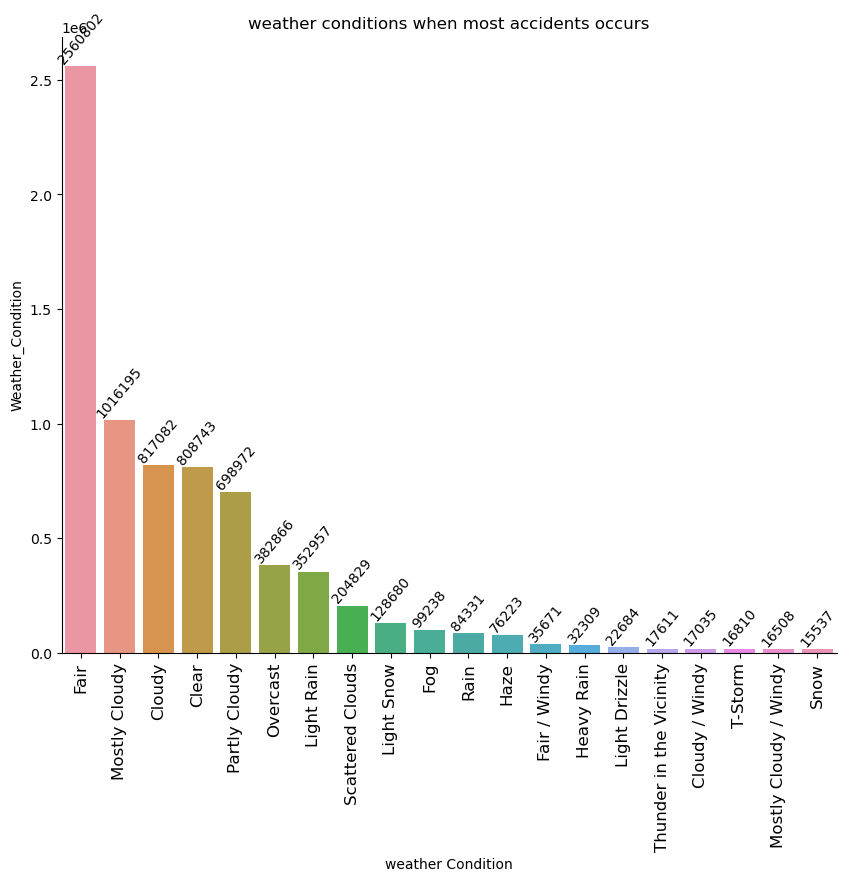 weather conditions when most accidents occurs
1e6
2.5
2.0
1.5
1.0
0.5
0.0
Weather_Condition
2560802
1016195
817082
808743
698972
382866
352957
204829
128680
99238
84331
76223
35671
32309
22684
17611
17035
16810
16508
15537
Fair
Mostly Cloudy
Cloudy
Clear
Partly Cloudy
Overcast
Light Rain
Scattered Clouds
Light Snow
Fog
Rain
Haze
Fair / Windy
Heavy Rain
Light Drizzle
Thunder in the Vicinity
Cloudy / Windy
T-Storm
Mostly Cloudy / Windy
Snow
weather Condition